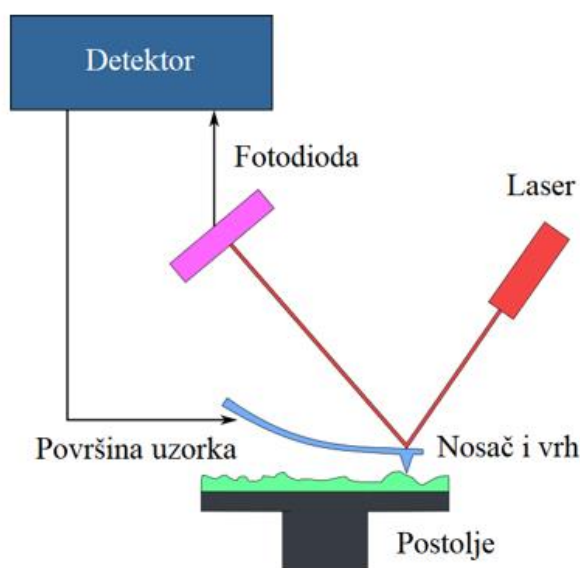 Detektor
Fotodioda
Laser
Površina uzorka
Nosač i vrh
Postolje